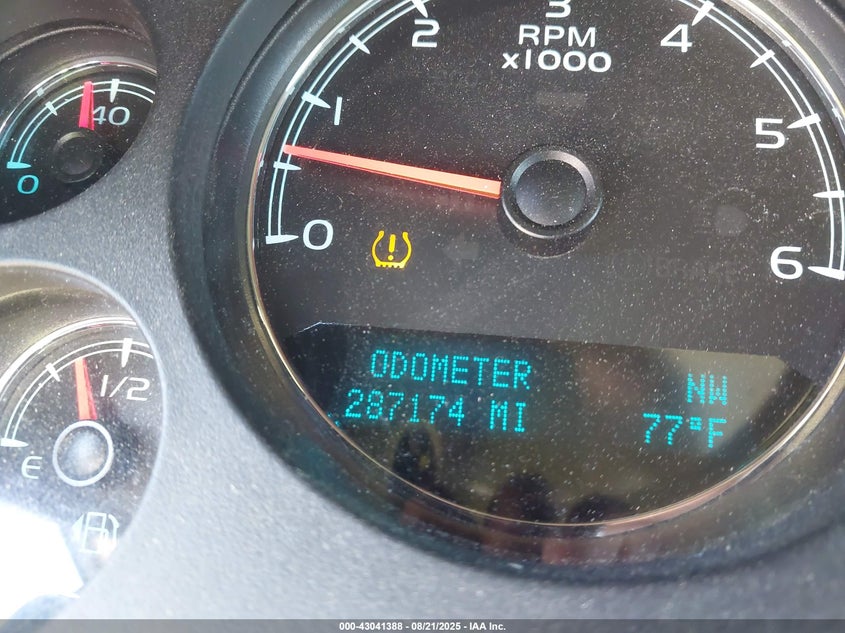 2 3 4
RPM
x1000
1
5
0
6
40
0
ODOMETER
287174 MI
NW
77°F
1/2
E
000-43041388 - 08/21/2025 - IAA Inc.